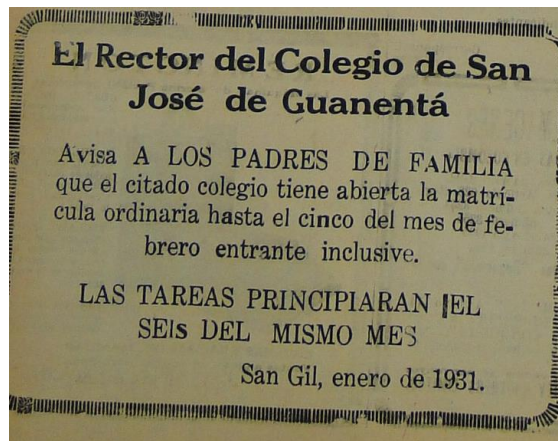 El Rector del Colegio de San
José de Guanentá
Avisa A LOS PADRES DE FAMILIA
que el citado colegio tiene abierta la matrí-
cula ordinaria hasta el cinco del mes de fe-
brero entrante inclusive.
LAS TAREAS PRINCIPIARAN EL
SEIs DEL MISMO MES
San Gil, enero de 1931.